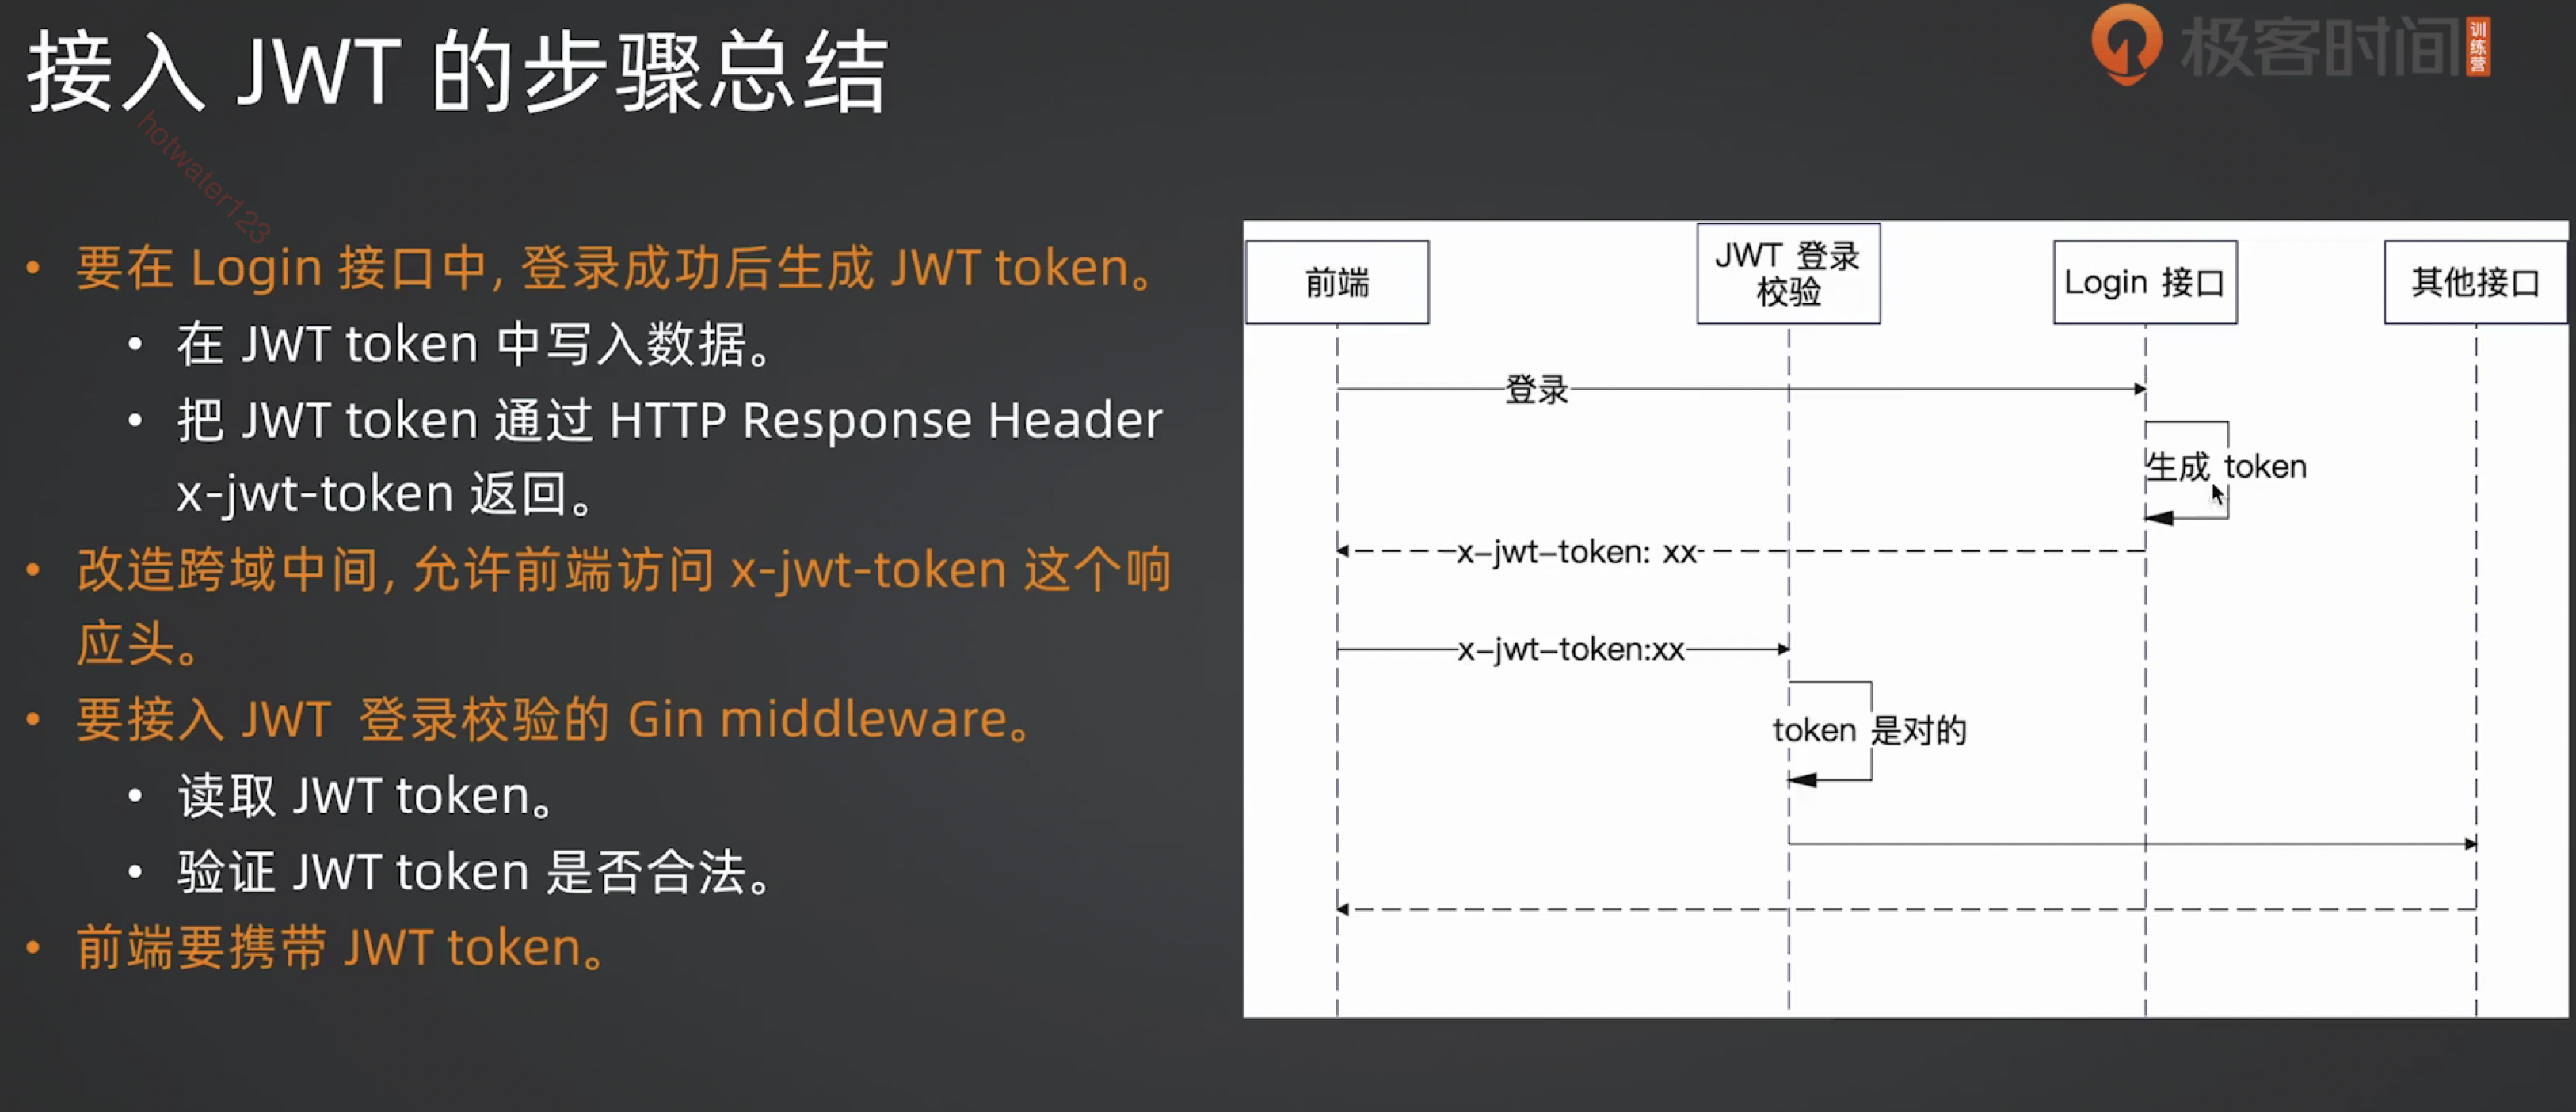 接入 JWT 的步骤总结
极客时间
训练营
hotwater123
• 要在 Login 接口中, 登录成功后生成 JWT token。
• 在 JWT token 中写入数据。
• 把 JWT token 通过 HTTP Response Header
x-jwt-token 返回。
• 改造跨域中间, 允许前端访问 x-jwt-token 这个响
应头。
• 要接入 JWT 登录校验的 Gin middleware。
• 读取 JWT token。
• 验证 JWT token 是否合法。
• 前端要携带 JWT token。
前端
JWT 登录
校验
Login 接口
其他接口
登录
生成 token
x-jwt-token: xx
x-jwt-token:xx
token 是对的